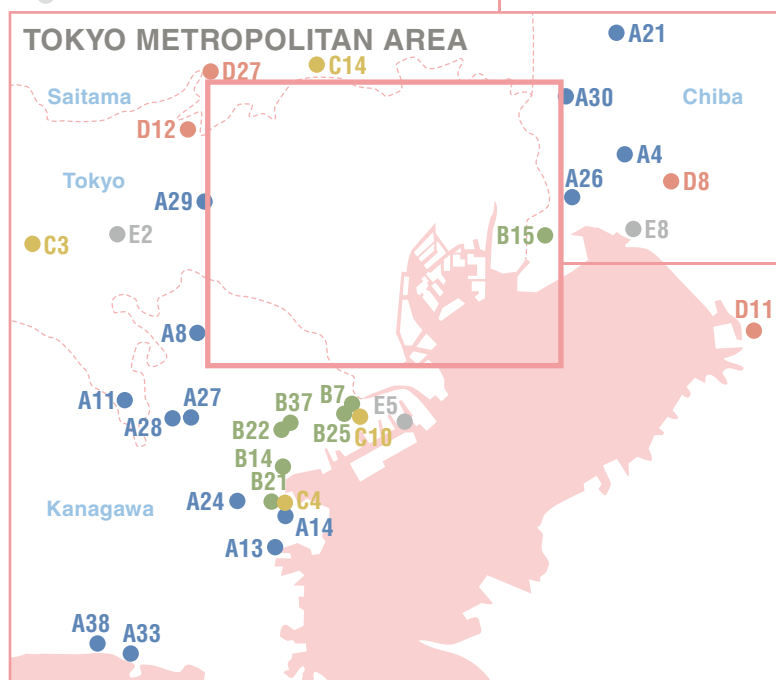 TOKYO METROPOLITAN AREA
A21
D27
C14
Saitama
A30
Chiba
D12
A4
Tokyo
D8
A29
A26
C3
E2
B15
E8
D11
A8
A11
A27
B7
E5
A28
B37
B22
B25
C10
B14
B21
A24
C4
Kanagawa
A14
A13
A38
A33